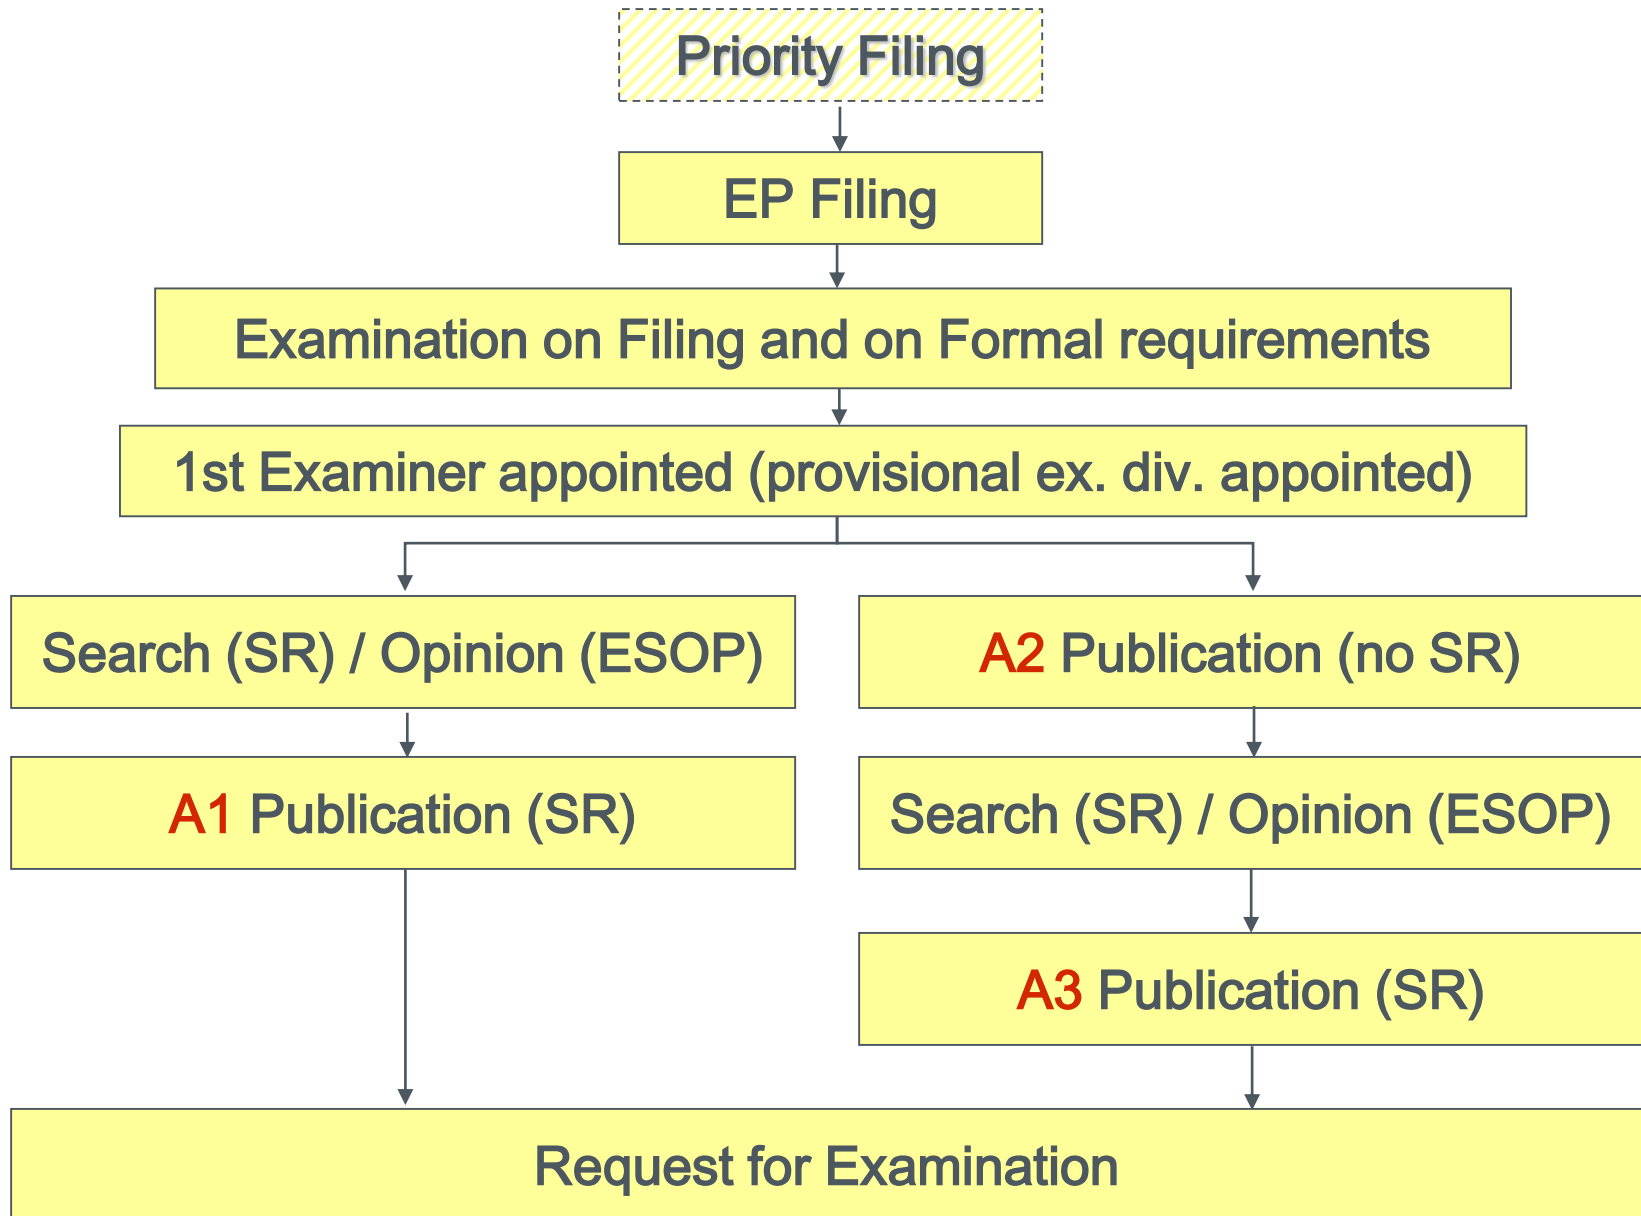 Priority Filing
EP Filing
Examination on Filing and on Formal requirements
1st Examiner appointed (provisional ex. div. appointed)
Search (SR) / Opinion (ESOP)
A2 Publication (no SR)
A1 Publication (SR)
Search (SR) / Opinion (ESOP)
A3 Publication (SR)
Request for Examination